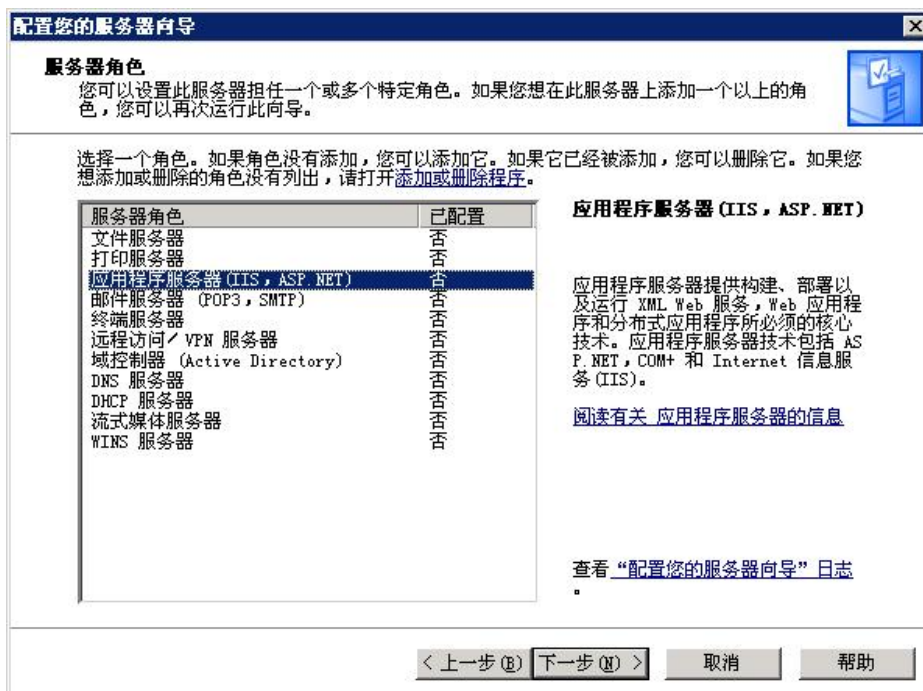 配置您的服务器向导
服务器角色
您可以设置此服务器担任一个或多个特定角色。如果您想在此服务器上添加一个以上的角
色，您可以再次运行此向导。
选择一个角色。如果角色没有添加，您可以添加它。如果它已经被添加，您可以删除它。如果您
想添加或删除的角色没有列出，请打开添加或删除程序。
服务器角色 已配置
文件服务器 否
打印服务器 否
应用程序服务器(IIS，ASP.NET) 否
邮件服务器 (POP3，SMTP) 否
终端服务器 否
远程访问/ VPN 服务器 否
域控制器 (Active Directory) 否
DNS 服务器 否
DHCP 服务器 否
流式媒体服务器 否
WINS 服务器 否
应用程序服务器(IIS，ASP.NET)
应用程序服务器提供构建、部署以
及运行 XML Web 服务，Web 应用程
序和分布式应用程序所必须的核心
技术。应用程序服务器技术包括 AS
P.NET，COM+ 和 Internet 信息服
务(IIS)。
阅读有关 应用程序服务器的信息
查看“配置您的服务器向导”日志
。
< 上一步(B) 下一步(N) > 取消 帮助